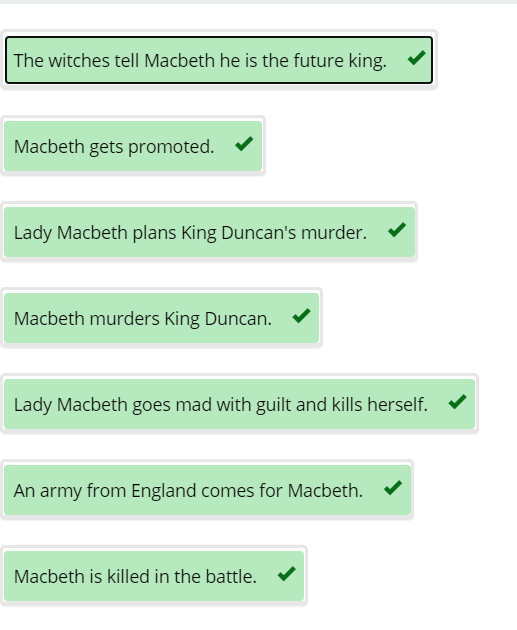 The witches tell Macbeth he is the future king.
Macbeth gets promoted.
Lady Macbeth plans King Duncan's murder.
Macbeth murders King Duncan.
Lady Macbeth goes mad with guilt and kills herself.
An army from England comes for Macbeth.
Macbeth is killed in the battle.